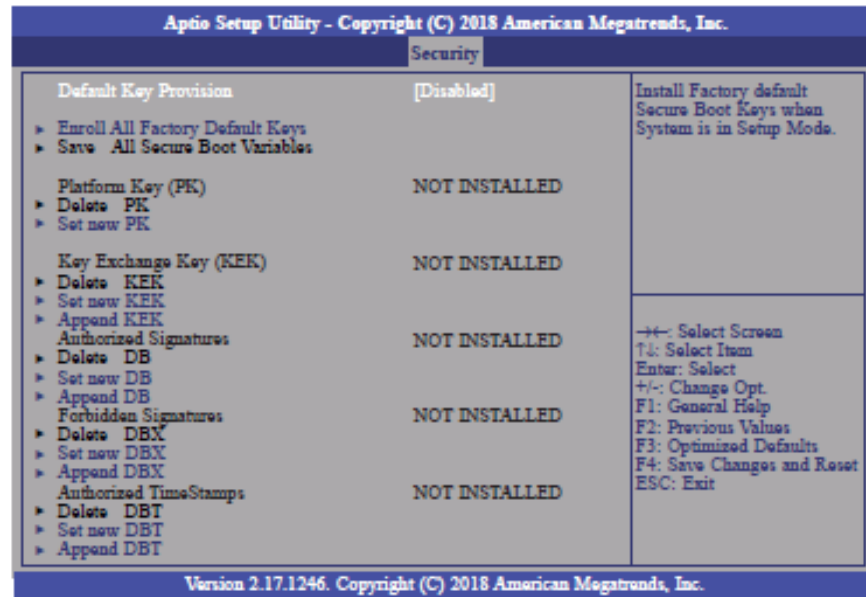 Aptio Setup Utility - Copyright (C) 2018 American Megatrends, Inc.
Security
Default Key Provision [Disabled]
► Enroll All Factory Default Keys
► Save All Secure Boot Variables
Platform Key (PK) NOT INSTALLED
► Delete PK
► Set new PK
Key Exchange Key (KEK) NOT INSTALLED
► Delete KEK
► Set new KEK
► Append KEK
Authorized Signatures NOT INSTALLED
► Delete DB
► Set new DB
► Append DB
Forbidden Signatures NOT INSTALLED
► Delete DBX
► Set new DBX
► Append DBX
Authorized TimeStamps NOT INSTALLED
► Delete DBT
► Set new DBT
► Append DBT
Install Factory default
Secure Boot Keys when
System is in Setup Mode.
→←: Select Screen
↑↓: Select Item
Enter: Select
+/-: Change Opt.
F1: General Help
F2: Previous Values
F3: Optimized Defaults
F4: Save Changes and Reset
ESC: Exit
Version 2.17.1246. Copyright (C) 2018 American Megatrends, Inc.